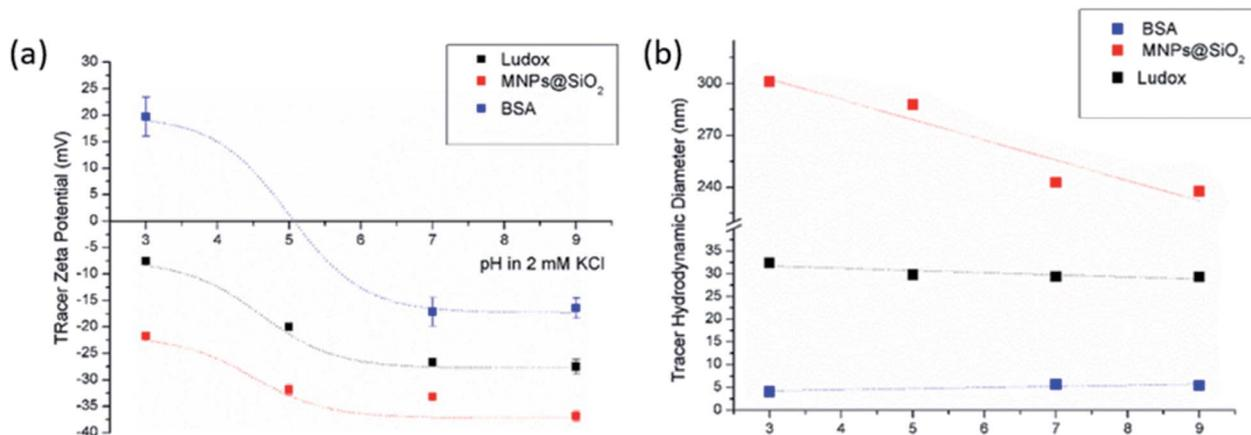 (a)
30
25
20
15
10
5
0
-5
-10
-15
-20
-25
-30
-35
-40
TRacer Zeta Potential (mV)
3 4 5 6 7 8 9
pH in 2 mM KCl
Ludox
MNPs@SiO₂
BSA
(b)
300
270
240
35
30
25
20
15
10
5
0
Tracer Hydrodynamic Diameter (nm)
3 4 5 6 7 8 9
BSA
MNPs@SiO₂
Ludox